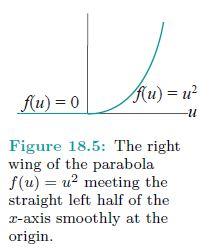 f(u) = 0
f(u) = u²
u
Figure 18.5: The right
wing of the parabola
f(u) = u² meeting the
straight left half of the
x-axis smoothly at the
origin.